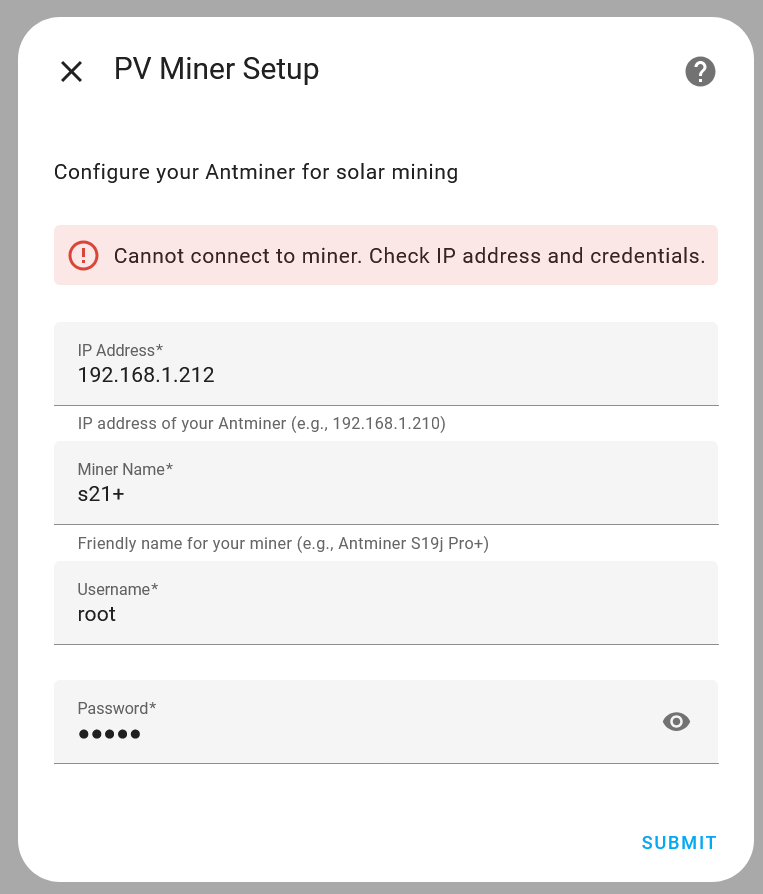 PV Miner Setup
Configure your Antminer for solar mining
Cannot connect to miner. Check IP address and credentials.
IP Address*
192.168.1.212
IP address of your Antminer (e.g., 192.168.1.210)
Miner Name*
s21+
Friendly name for your miner (e.g., Antminer S19j Pro+)
Username*
root
Password*
•••••
SUBMIT